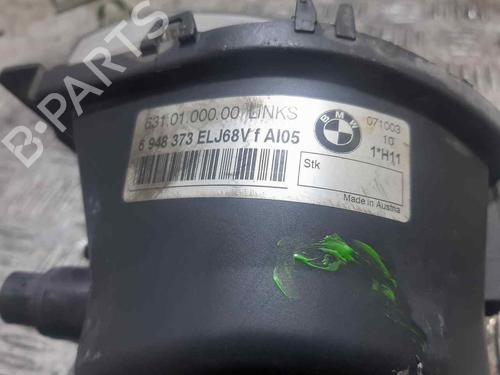 631.01.000.00 LINKS
6 948 373 ELJ68V f AI05
BMW
071003
10
1*H11
Stk
Made in Austria
B-PARTS